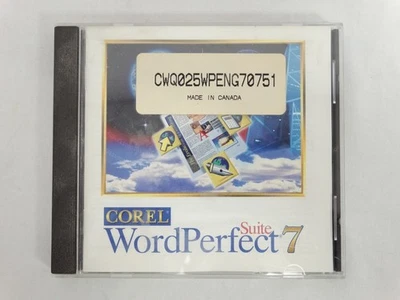 CWQ025WPENG70751
MADE IN CANADA
COREL
WordPerfect Suite 7